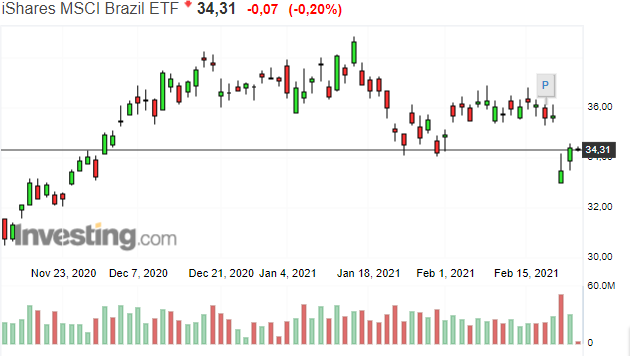 iShares MSCI Brazil ETF 34,31 -0,07 (-0,20%)
P
36.00
34,31
34.00
32.00
Investing.com
30.00
Nov 23, 2020 Dec 7, 2020 Dec 21, 2020 Jan 4, 2021 Jan 18, 2021 Feb 1, 2021 Feb 15, 2021
60.0M
0